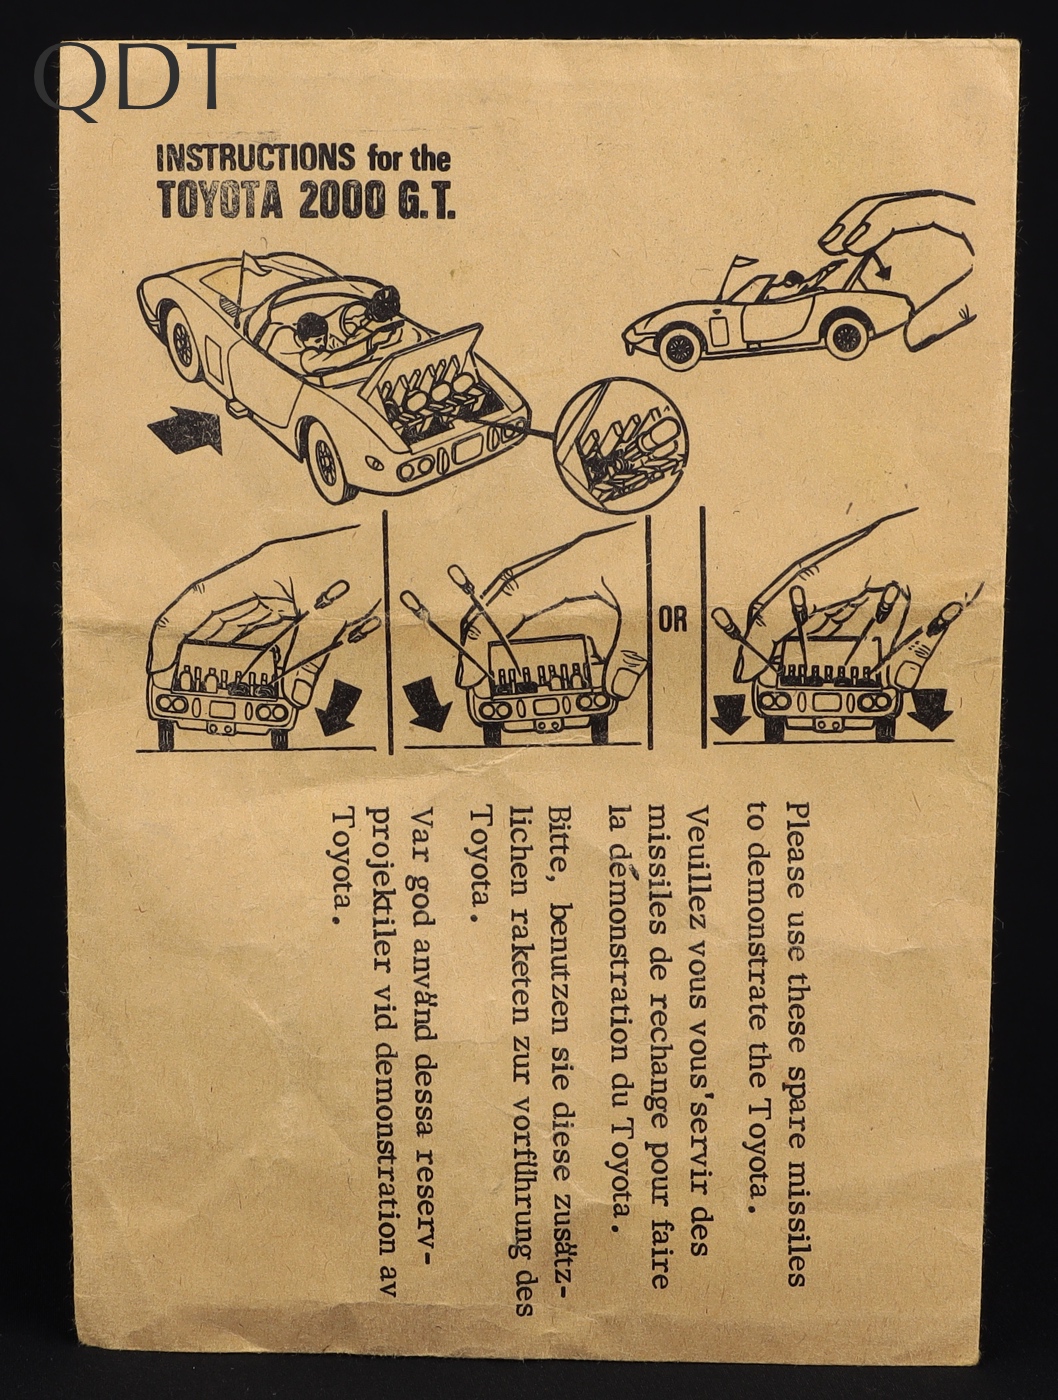 QDT
INSTRUCTIONS for the
TOYOTA 2000 G.T.
OR
Please use these spare missiles
to demonstrate the Toyota.
Veuillez vous vous'servir des
missiles de rechange pour faire
la démonstration du Toyota.
Bitte, benutzen sie diese zusätz-
lichen raketen zur vorführung des
Toyota.
Var god använd dessa reserv-
projektiler vid demonstration av
Toyota.